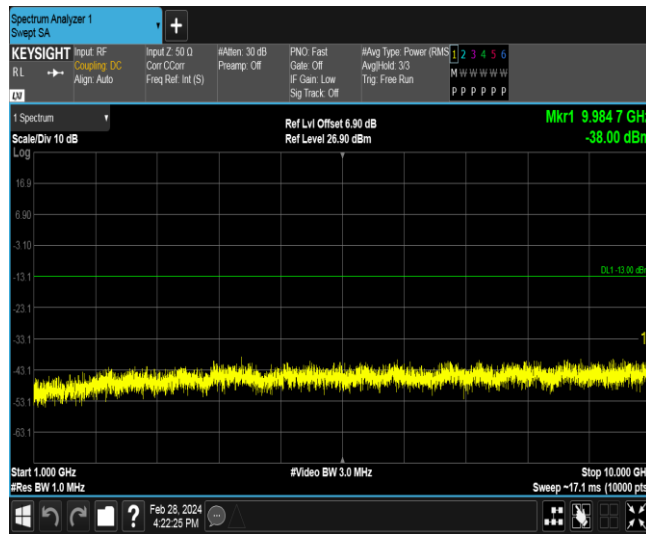 Spectrum Analyzer 1
Swept SA
+
KEYSIGHT Input: RF Input Z: 50 Ω #Atten: 30 dB PNO: Fast #Avg Type: Power (RMS 1 2 3 4 5 6
RL Coupling: DC Corr CCorr Preamp: Off Gate: Off Avg|Hold: 3/3 M W W W W W
Align: Auto Freq Ref: Int (S) IF Gain: Low Trig: Free Run
LXI Sig Track: Off P P P P P P
1 Spectrum
Ref Lvl Offset 6.90 dB Mkr1 9.984 7 GH
Scale/Div 10 dB Ref Level 26.90 dBm -38.00 dBm
Log
16.9
6.90
-3.10
-13.1
DL1 -13.00 dBm
-23.1
-33.1
1
-43.1
-53.1
-63.1
Start 1.000 GHz #Video BW 3.0 MHz Stop 10.000 GH
#Res BW 1.0 MHz Sweep ~17.1 ms (10000 pts
? Feb 28, 2024
4:22:25 PM